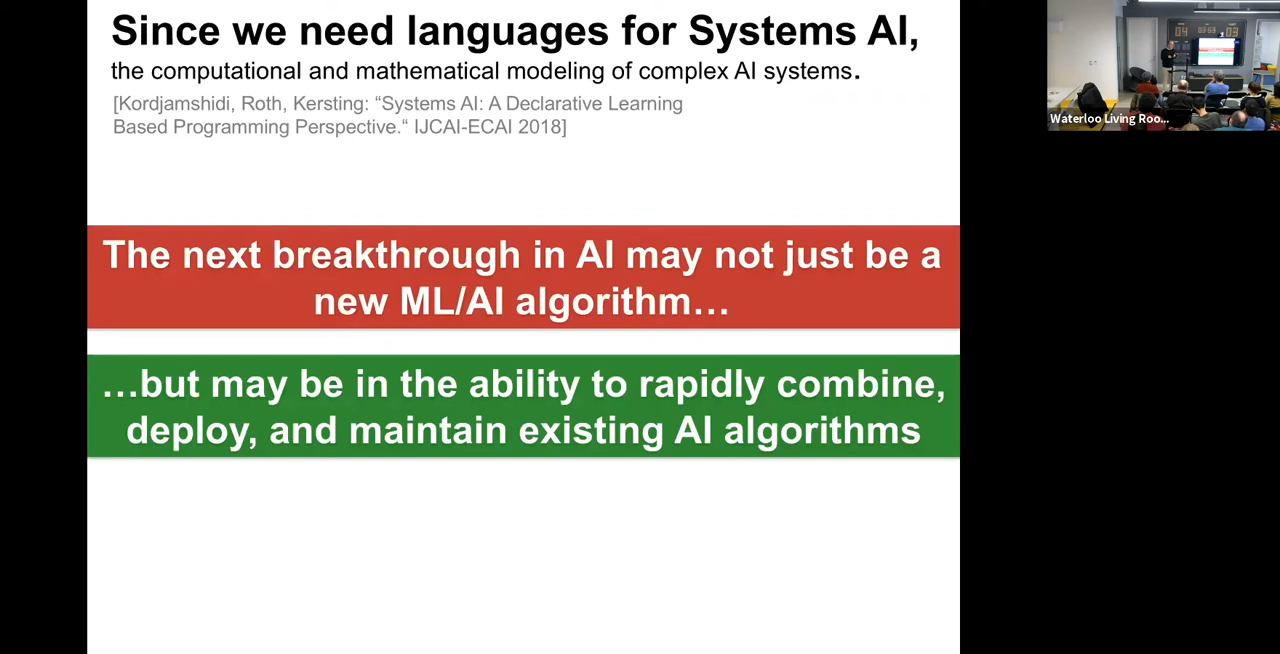 Since we need languages for Systems AI,
the computational and mathematical modeling of complex AI systems.
[Kordjamshidi, Roth, Kersting: “Systems AI: A Declarative Learning
Based Programming Perspective.“ IJCAI-ECAI 2018]
The next breakthrough in AI may not just be a
new ML/AI algorithm…
…but may be in the ability to rapidly combine,
deploy, and maintain existing AI algorithms
Waterloo Living Roo...